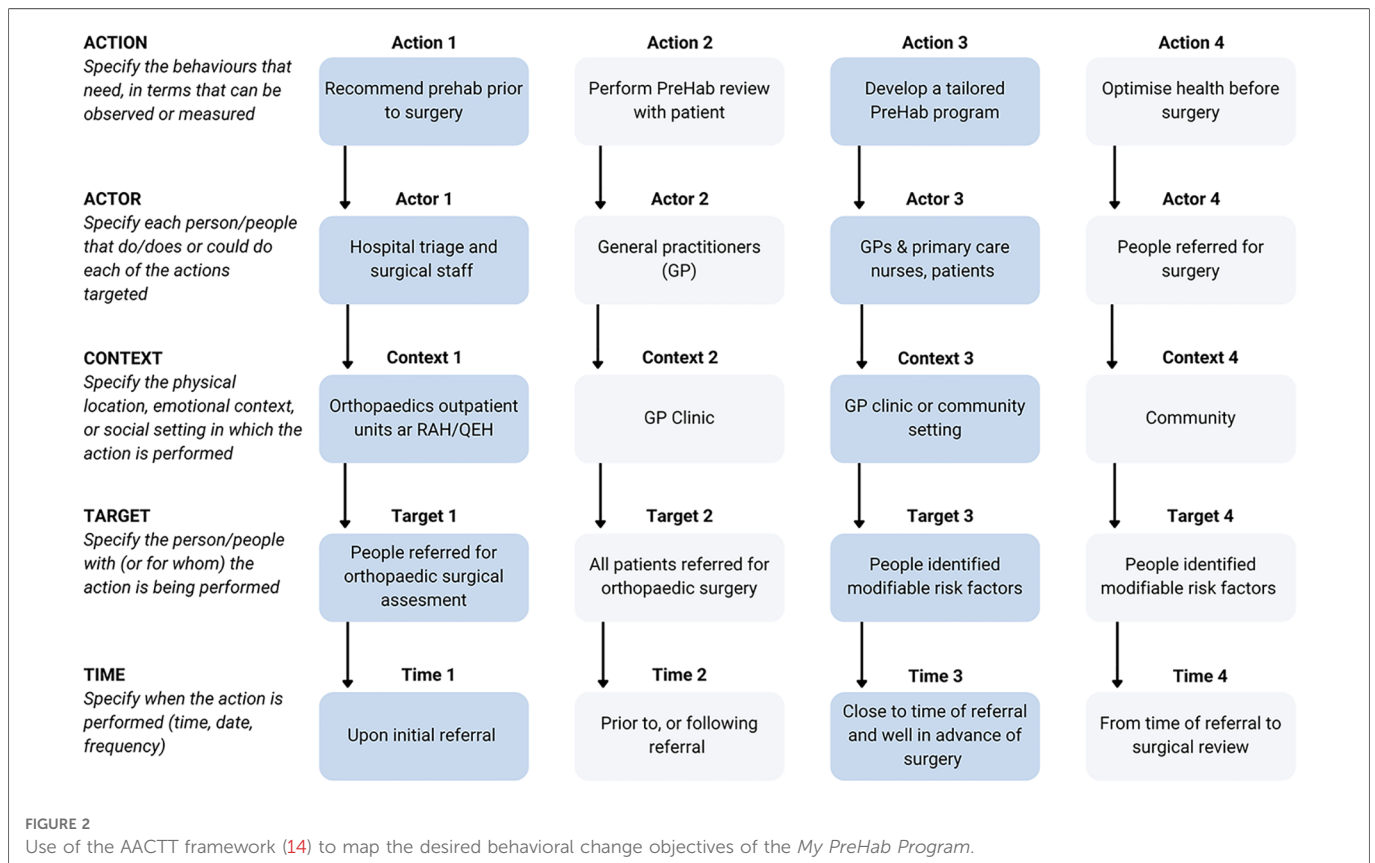 ACTION
Specify the behaviours that
need, in terms that can be
observed or measured
Action 1
Recommend prehab prior
to surgery
Action 2
Perform PreHab review
with patient
Action 3
Develop a tailored
PreHab program
Action 4
Optimise health before
surgery
ACTOR
Specify each person/people
that do/does or could do
each of the actions
targeted
Actor 1
Hospital triage and
surgical staff
Actor 2
General practitioners
(GP)
Actor 3
GPs & primary care
nurses, patients
Actor 4
People referred for
surgery
CONTEXT
Specify the physical
location, emotional context,
or social setting in which the
action is performed
Context 1
Orthopaedics outpatient
units ar RAH/QEH
Context 2
GP Clinic
Context 3
GP clinic or community
setting
Context 4
Community
TARGET
Specify the person/people
with (or for whom) the
action is being performed
Target 1
People referred for
orthopaedic surgical
assesment
Target 2
All patients referred for
orthopaedic surgery
Target 3
People identified
modifiable risk factors
Target 4
People identified
modifiable risk factors
TIME
Specify when the action is
performed (time, date,
frequency)
Time 1
Upon initial referral
Time 2
Prior to, or following
referral
Time 3
Close to time of referral
and well in advance of
surgery
Time 4
From time of referral to
surgical review
FIGURE 2
Use of the AACTT framework (14) to map the desired behavioral change objectives of the My PreHab Program.